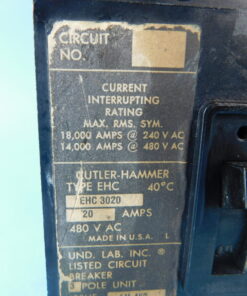 CIRCUIT
NO.
CURRENT
INTERRUPTING
RATING
MAX. RMS. SYM.
18,000 AMPS @ 240 V AC
14,000 AMPS @ 480 V AC
CUTLER-HAMMER
TYPE EHC 40°C
EHC 3020
20 AMPS
480 V AC
MADE IN U.S.A. L
UND. LAB. INC.®
LISTED CIRCUIT
BREAKER
POLE UNIT